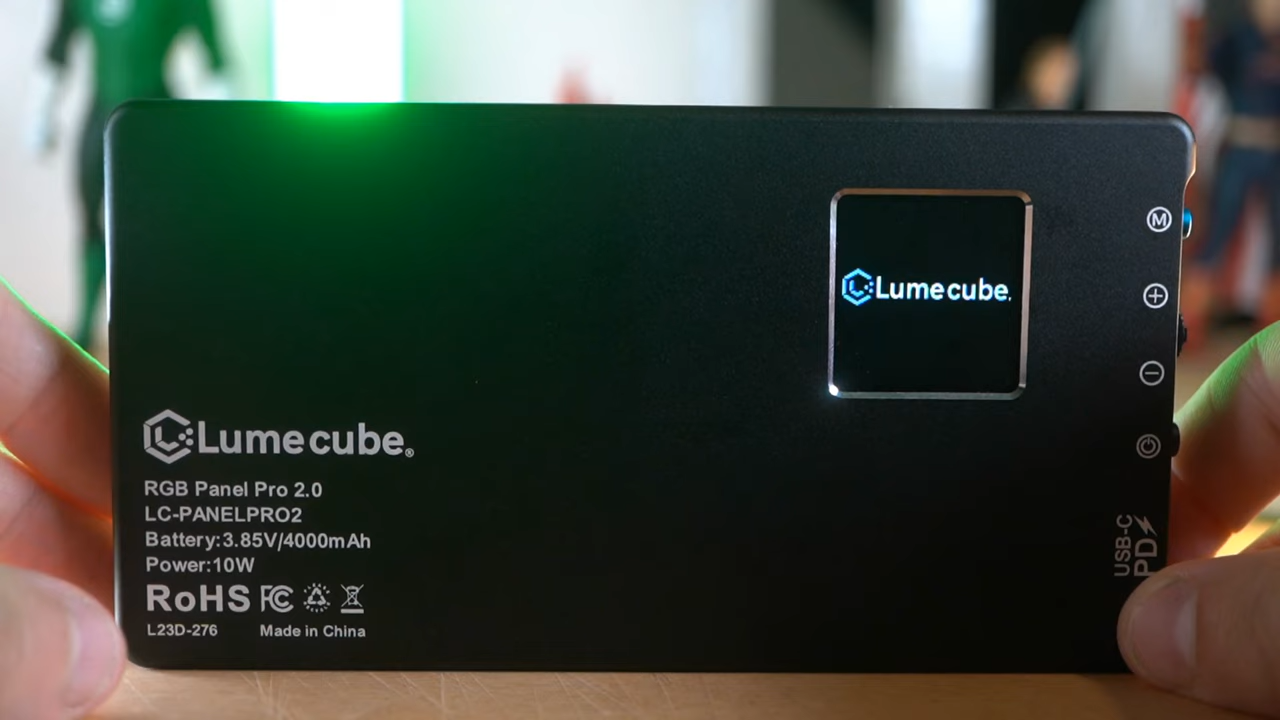 Lumecube.
M
+
−
Lumecube®
RGB Panel Pro 2.0
LC-PANELPRO2
Battery:3.85V/4000mAh
Power:10W
RoHS FC
L23D-276 Made in China
USB-C
PD